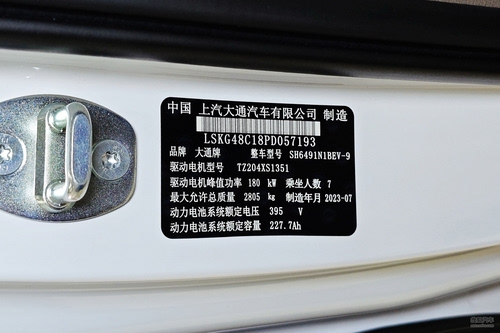 中国 上汽大通汽车有限公司 制造
LSKG48C18PD057193
品牌 大通牌 整车型号 SH6491N1BEV-9
驱动电机型号 TZ204XS1351
驱动电机峰值功率 180 kW 乘坐人数 7
最大允许总质量 2805 kg 制造年月 2023-07
动力电池系统额定电压 395 V
动力电池系统额定容量 227.7Ah